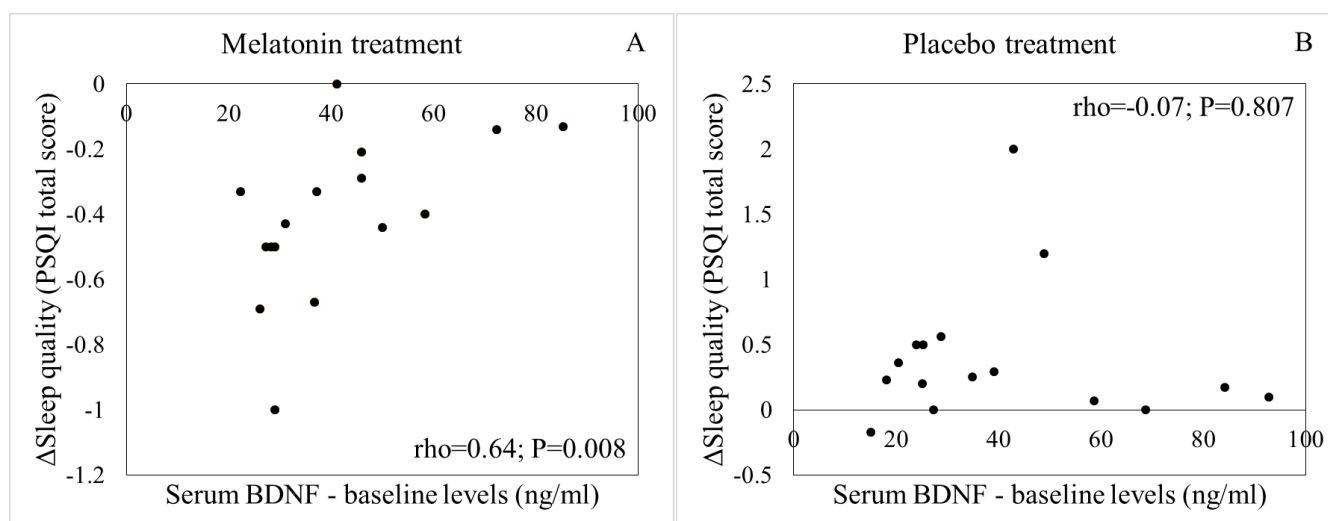 Melatonin treatment
A
0
0 20 40 60 80 100
-0.2
-0.4
-0.6
-0.8
-1
-1.2
ΔSleep quality (PSQI total score)
rho=0.64; P=0.008
Serum BDNF - baseline levels (ng/ml)
Placebo treatment
B
2.5
rho=-0.07; P=0.807
2
1.5
1
0.5
0
0 20 40 60 80 100
-0.5
ΔSleep quality (PSQI total score)
Serum BDNF - baseline levels (ng/ml)